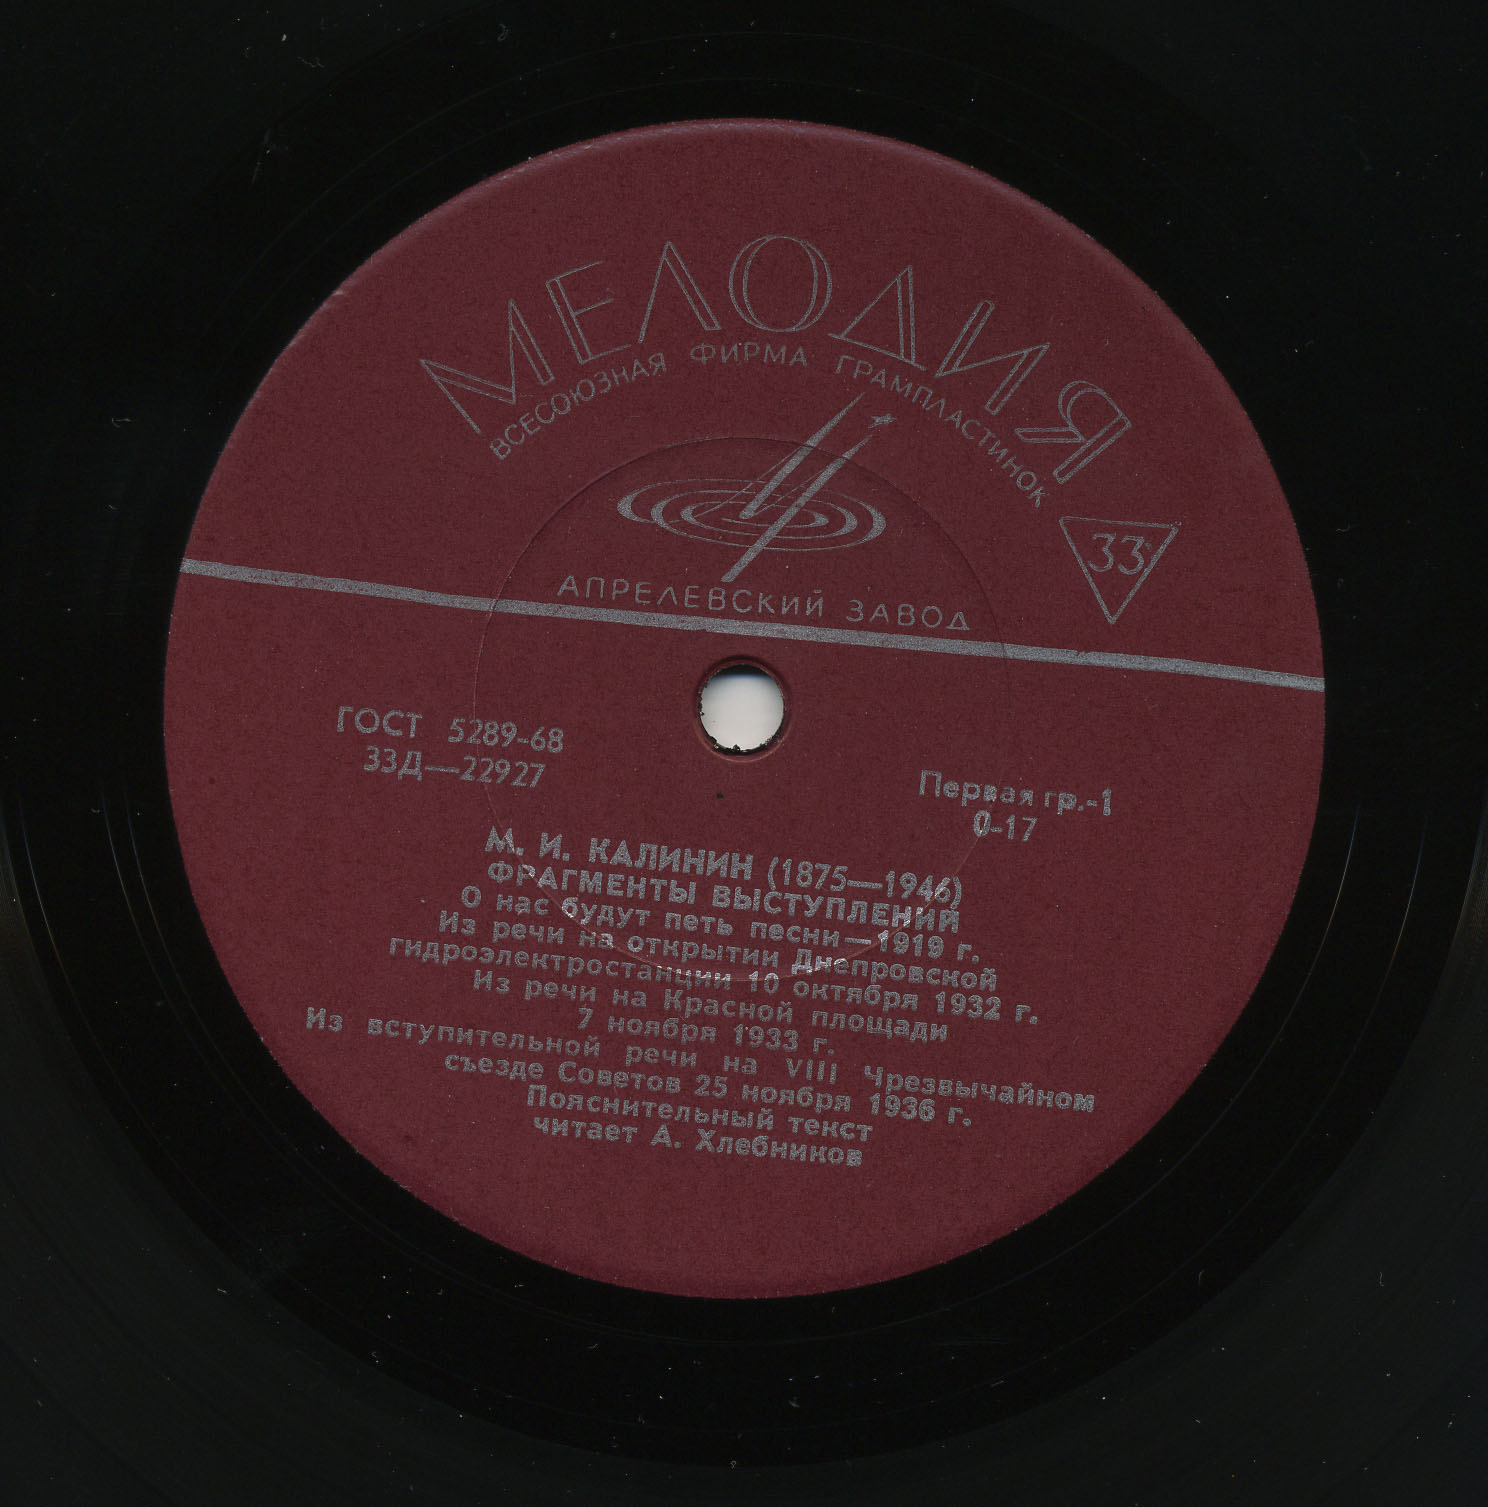 МЕЛОДИЯ
ВСЕСОЮЗНАЯ ФИРМА ГРАМПЛАСТИНОК
33
АПРЕЛЕВСКИЙ ЗАВОД
ГОСТ 5289-68
33Д—22927
Первая гр.-1
0-17
М. И. КАЛИНИН (1875—1946)
ФРАГМЕНТЫ ВЫСТУПЛЕНИЙ
О нас будут петь песни—1919 г.
Из речи на открытии Днепровской
гидроэлектростанции 10 октября 1932 г.
Из речи на Красной площади
7 ноября 1933 г.
Из вступительной речи на VIII Чрезвычайном
съезде Советов 25 ноября 1936 г.
Пояснительный текст
читает А. Хлебников